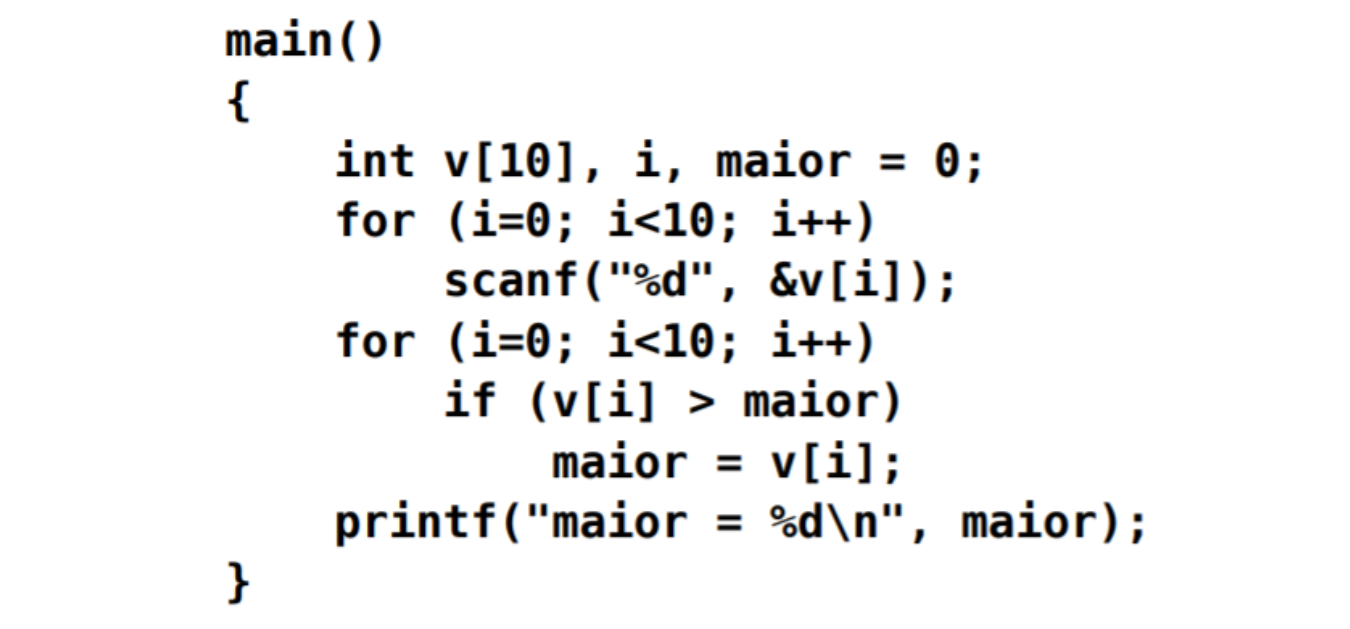 main()
{
    int v[10], i, maior = 0;
    for (i=0; i<10; i++)
        scanf("%d", &v[i]);
    for (i=0; i<10; i++)
        if (v[i] > maior)
            maior = v[i];
    printf("maior = %d\n", maior);
}